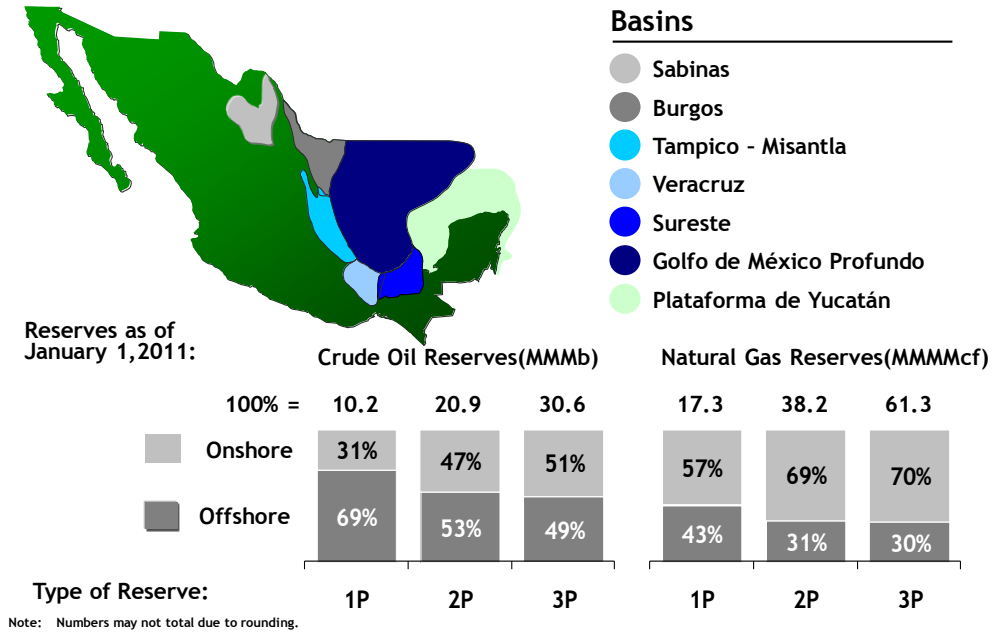 Basins
Sabinas
Burgos
Tampico – Misantla
Veracruz
Sureste
Golfo de México Profundo
Plataforma de Yucatán
Reserves as of
January 1,2011:
Crude Oil Reserves(MMMb)
Natural Gas Reserves(MMMMcf)
100% = 10.2 20.9 30.6 17.3 38.2 61.3
Onshore 31% 47% 51% 57% 69% 70%
Offshore 69% 53% 49% 43% 31% 30%
Type of Reserve: 1P 2P 3P 1P 2P 3P
Note: Numbers may not total due to rounding.